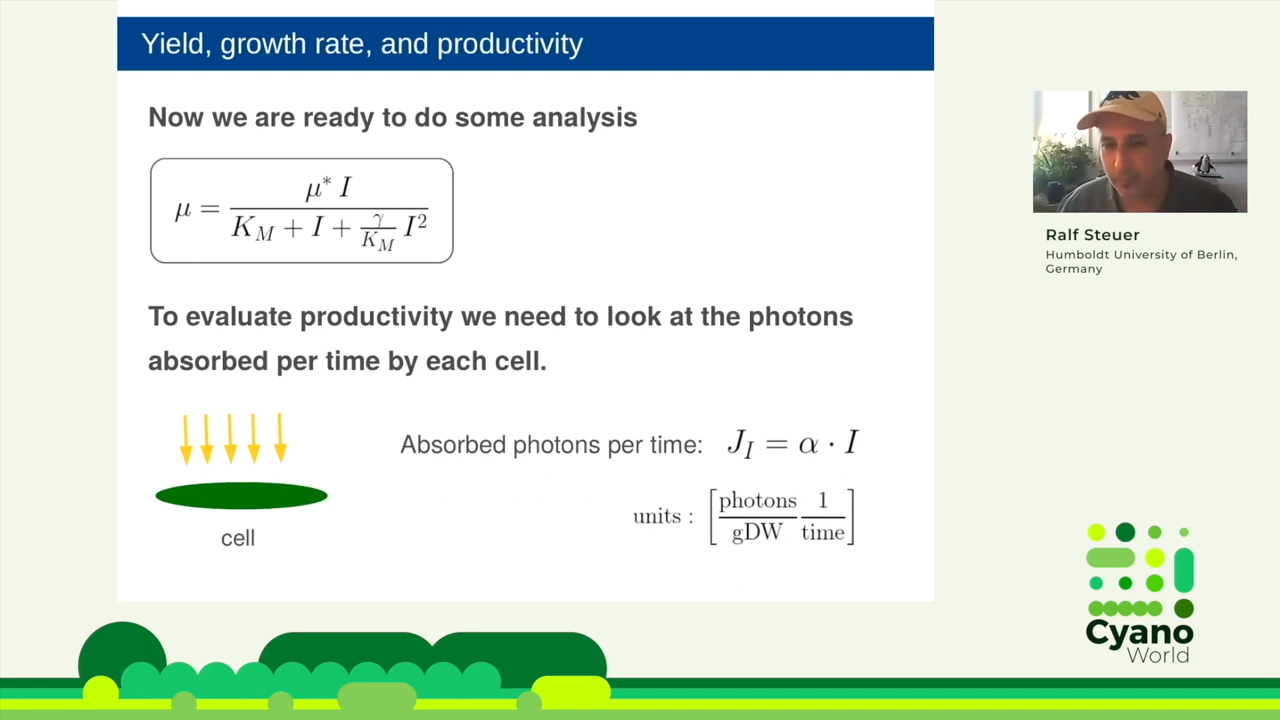 Yield, growth rate, and productivity
Now we are ready to do some analysis
μ = μ* I / (K_M + I + (γ / K_M) I²)
To evaluate productivity we need to look at the photons
absorbed per time by each cell.
Absorbed photons per time: J_I = α · I
units : [photons/gDW 1/time]
cell
Ralf Steuer
Humboldt University of Berlin,
Germany
Cyano
World